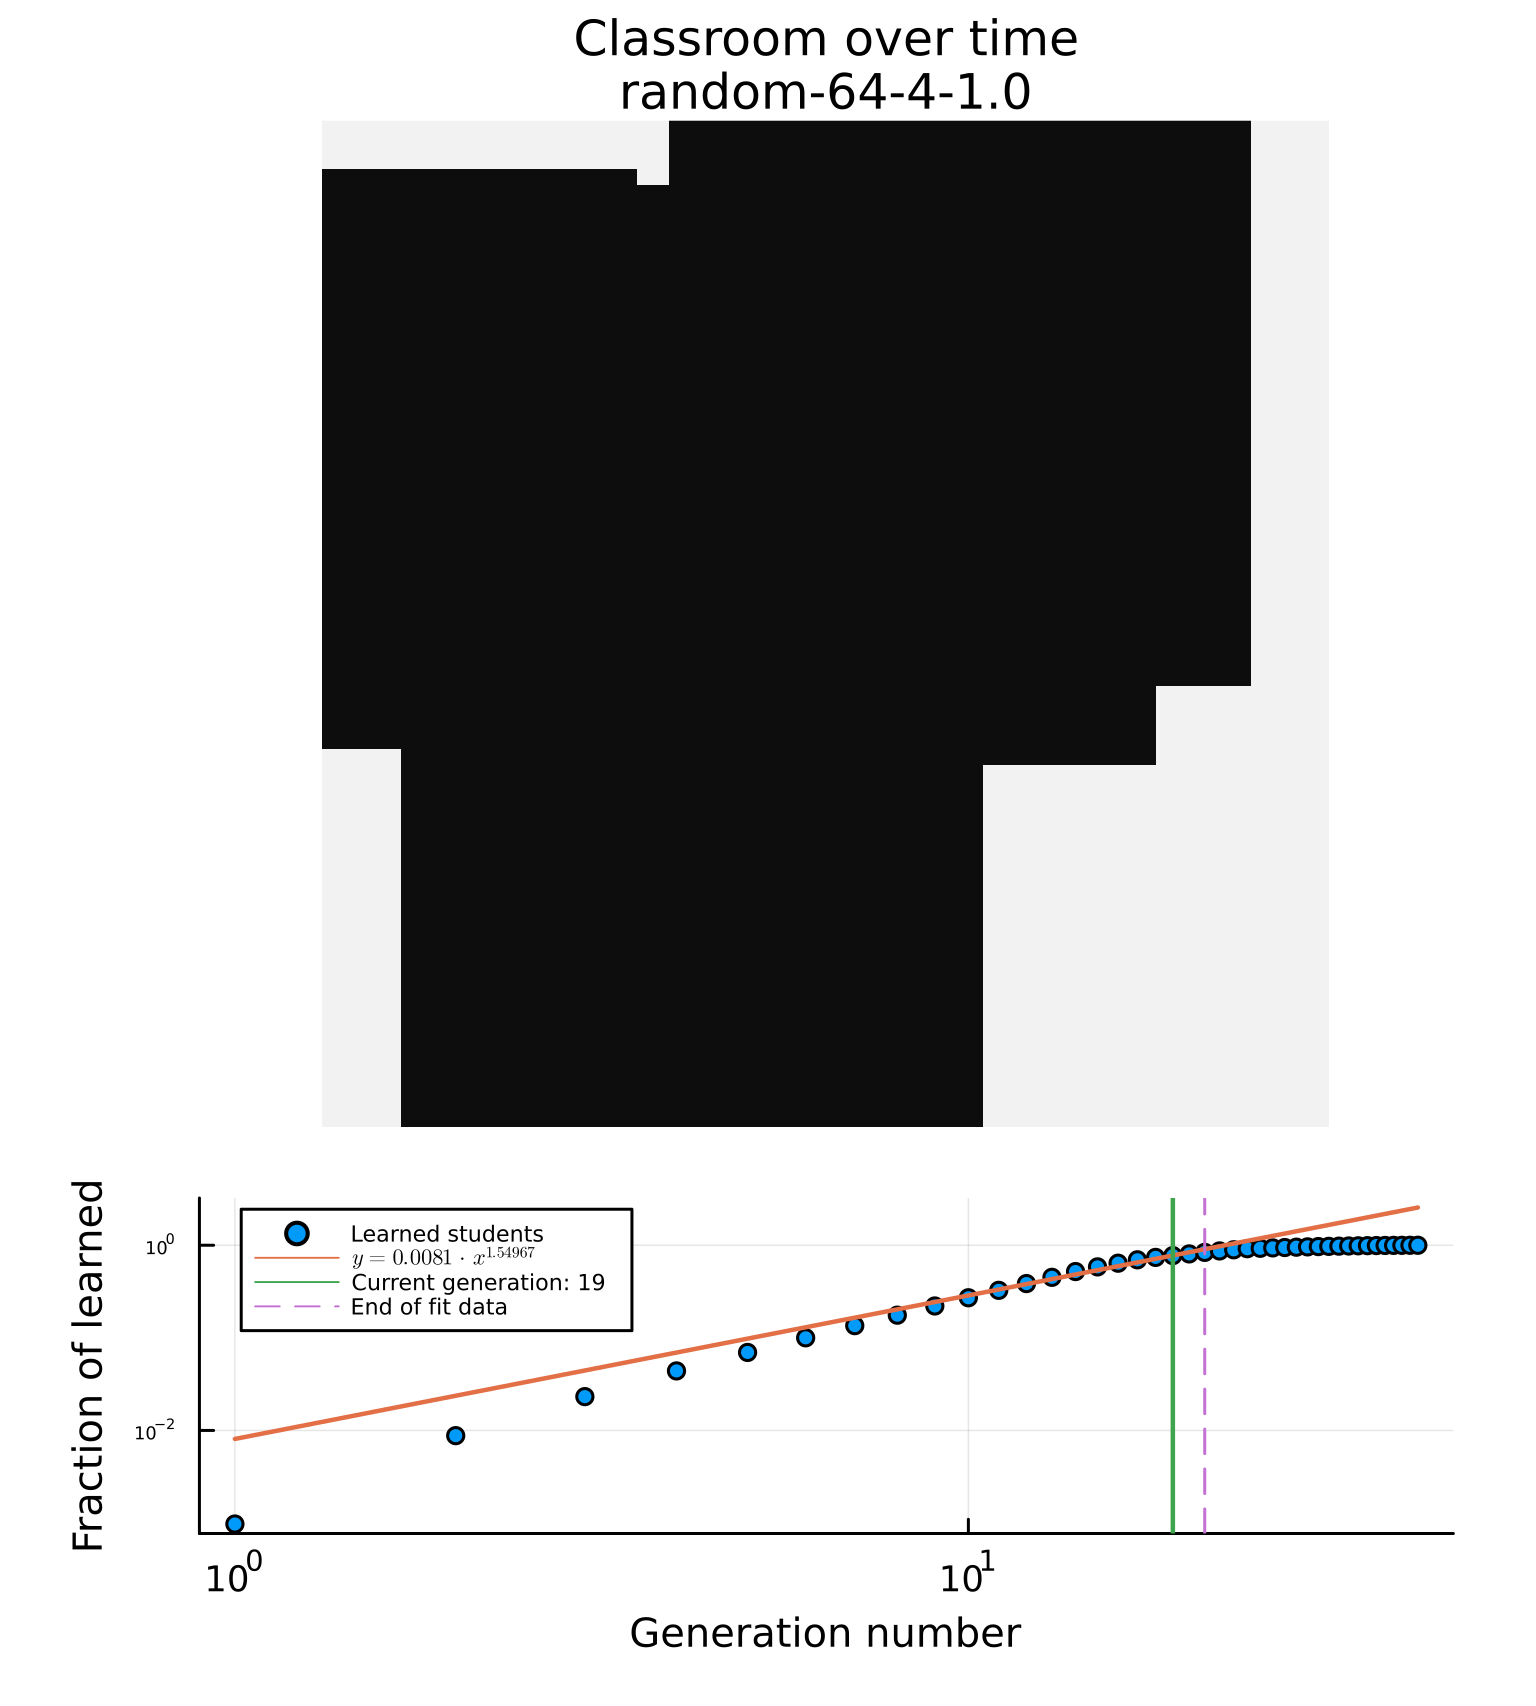 Classroom over time
random-64-4-1.0
Fraction of learned
10^0
10^-2
Learned students
y = 0.0081 · x^1.54967
Current generation: 19
End of fit data
10^0
10^1
Generation number